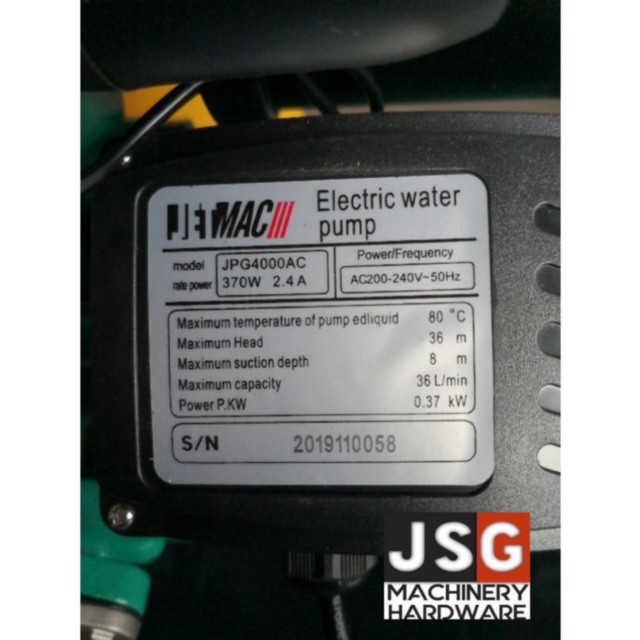 JETMAC
Electric water
pump
model JPG4000AC
rate power 370W 2.4A
Power/Frequency
AC200-240V~50Hz
Maximum temperature of pump edliquid 80 °C
Maximum Head 36 m
Maximum suction depth 8 m
Maximum capacity 36 L/min
Power P.KW 0.37 kW
S/N 2019110058
JSG
MACHINERY
HARDWARE